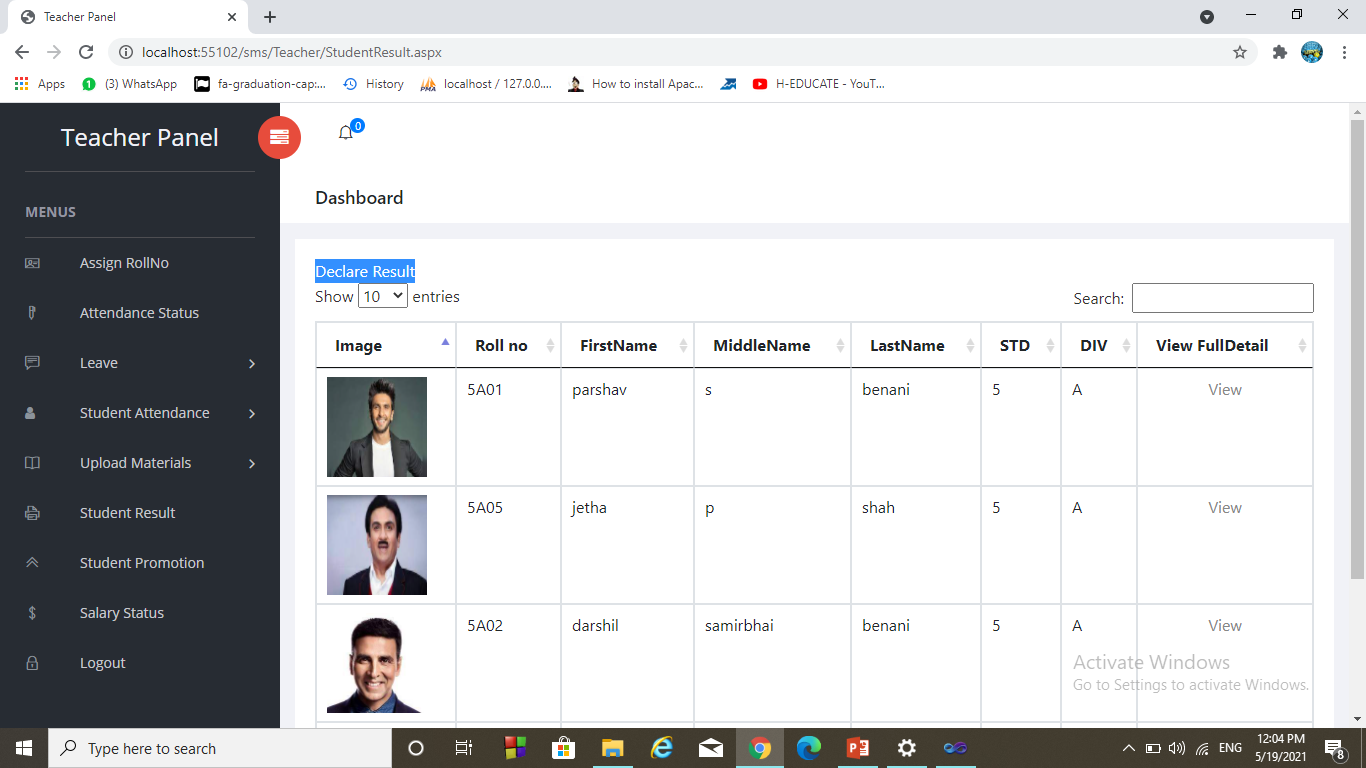 Teacher Panel
localhost:55102/sms/Teacher/StudentResult.aspx
Apps
(3) WhatsApp
fa-graduation-cap:...
History
localhost / 127.0.0....
How to install Apac...
H-EDUCATE - YouT...
Teacher Panel
0
MENUS
Assign RollNo
Attendance Status
Leave
Student Attendance
Upload Materials
Student Result
Student Promotion
Salary Status
Logout
Dashboard
Declare Result
Show 10 entries
Search:
Image Roll no FirstName MiddleName LastName STD DIV View FullDetail
5A01 parshav s benani 5 A View
5A05 jetha p shah 5 A View
5A02 darshil samirbhai benani 5 A View
Activate Windows
Go to Settings to activate Windows.
Type here to search
ENG
12:04 PM
5/19/2021
8